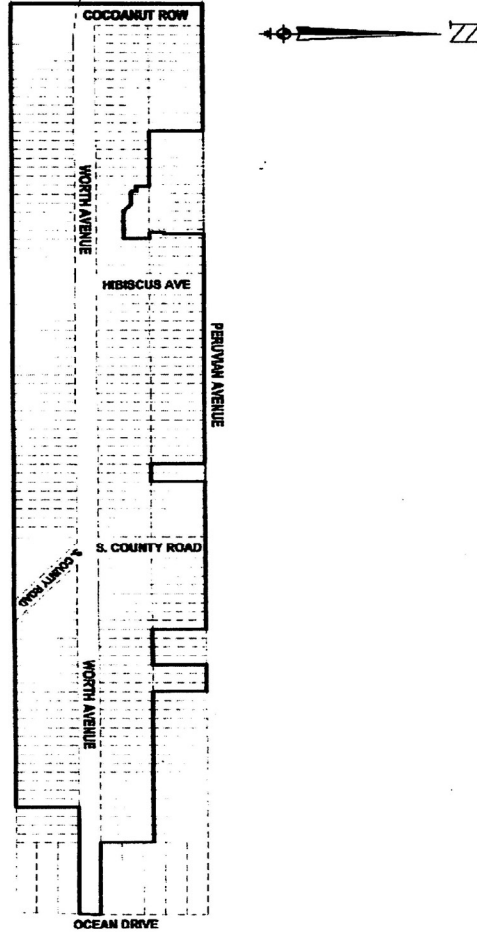 COCOANUT ROW
WORTH AVENUE
HIBISCUS AVE
PERUVIAN AVENUE
S. COUNTY ROAD
S. COUNTY ROAD
WORTH AVENUE
OCEAN DRIVE